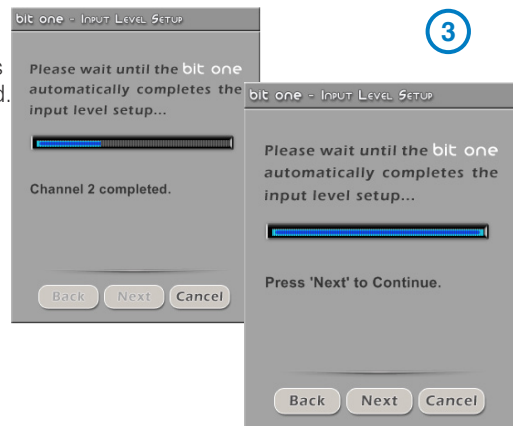 bit one - Input Level Setup
Please wait until the bit one
automatically completes the
input level setup...
Channel 2 completed.
Back Next Cancel
3
bit one - Input Level Setup
Please wait until the bit one
automatically completes the
input level setup...
Press 'Next' to Continue.
Back Next Cancel